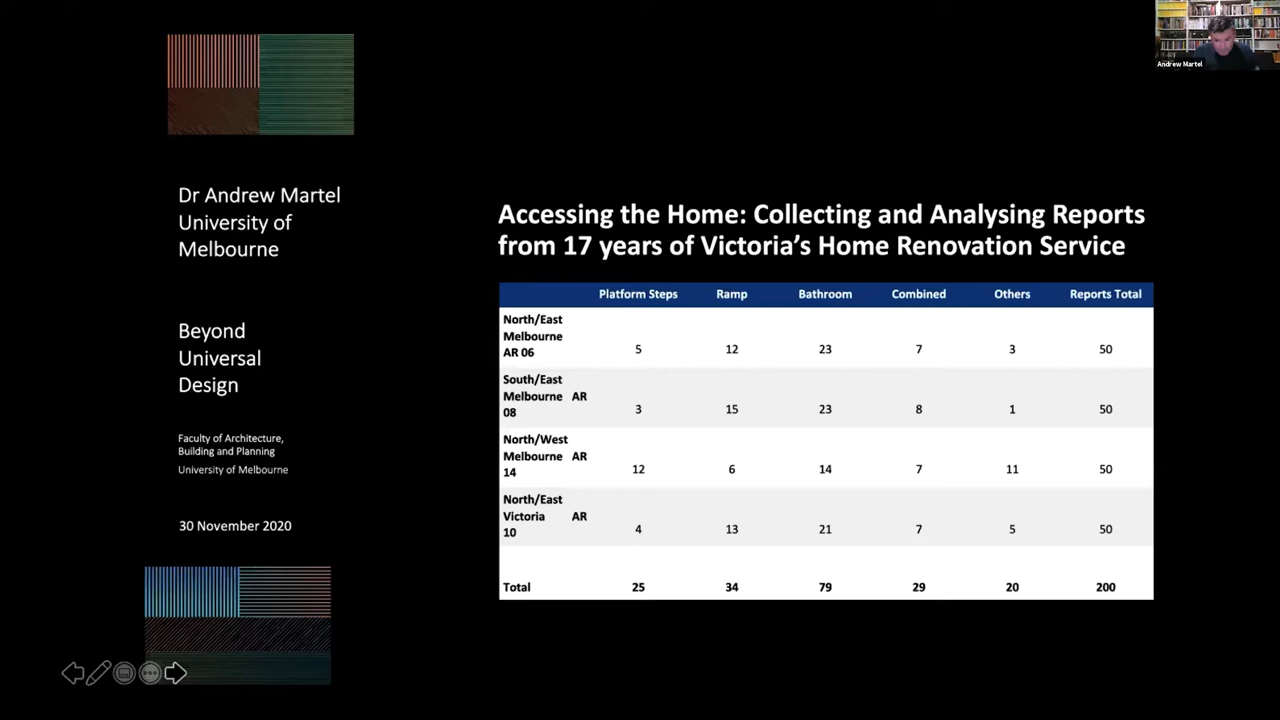 Andrew Martel
Dr Andrew Martel
University of
Melbourne
Beyond
Universal
Design
Faculty of Architecture,
Building and Planning
University of Melbourne
30 November 2020
Accessing the Home: Collecting and Analysing Reports
from 17 years of Victoria’s Home Renovation Service
Platform Steps Ramp Bathroom Combined Others Reports Total
North/East
Melbourne
AR 06 5 12 23 7 3 50
South/East
Melbourne AR
08 3 15 23 8 1 50
North/West
Melbourne AR
14 12 6 14 7 11 50
North/East
Victoria AR
10 4 13 21 7 5 50
Total 25 34 79 29 20 200